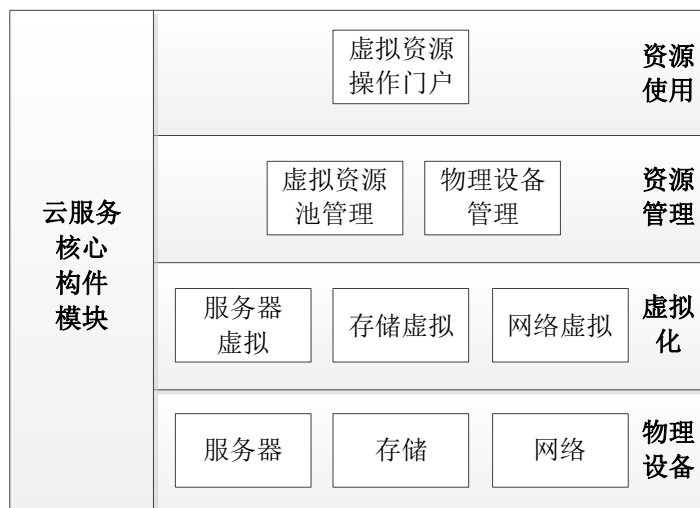 云服务
核心
构件
模块
虚拟资源
操作门户
资源
使用
虚拟资源
池管理
物理设备
管理
资源
管理
服务器
虚拟
存储虚拟
网络虚拟
虚拟
化
服务器
存储
网络
物理
设备